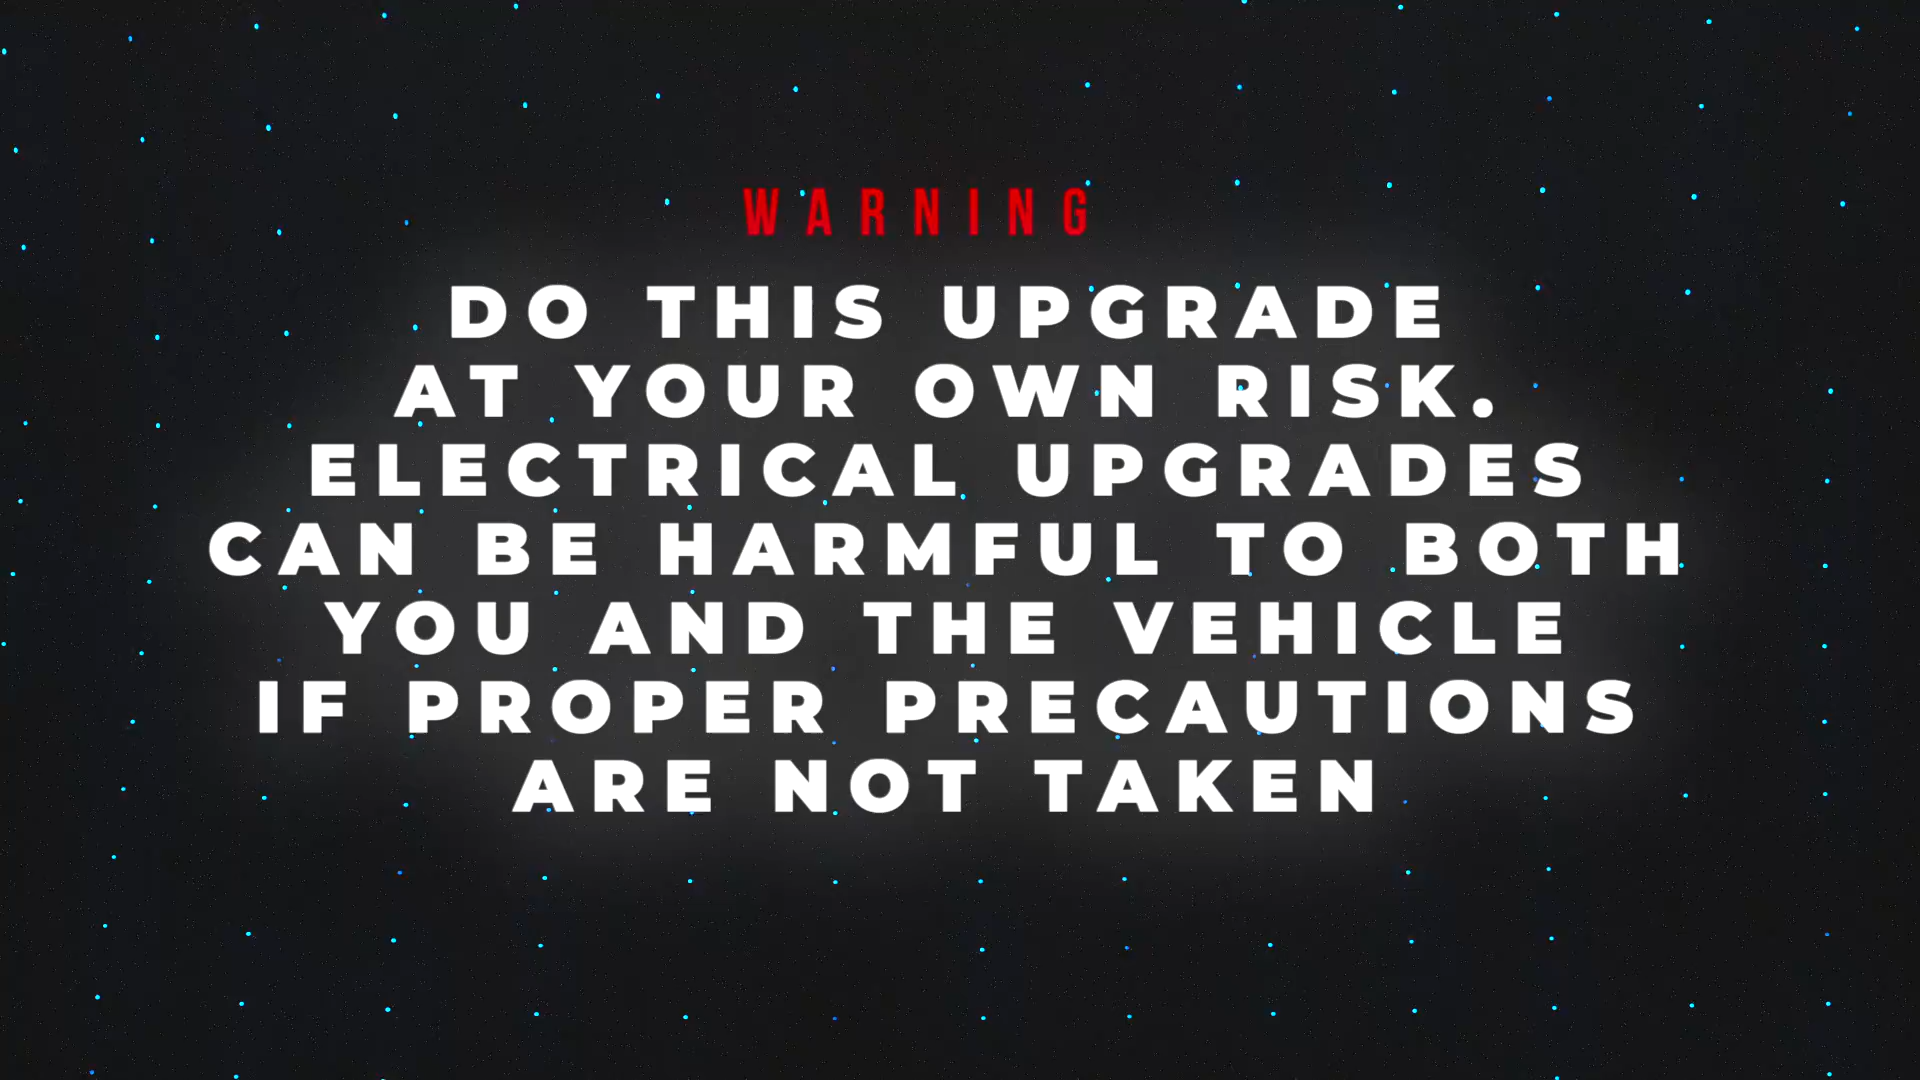 WARNING
DO THIS UPGRADE
AT YOUR OWN RISK.
ELECTRICAL UPGRADES
CAN BE HARMFUL TO BOTH
YOU AND THE VEHICLE
IF PROPER PRECAUTIONS
ARE NOT TAKEN